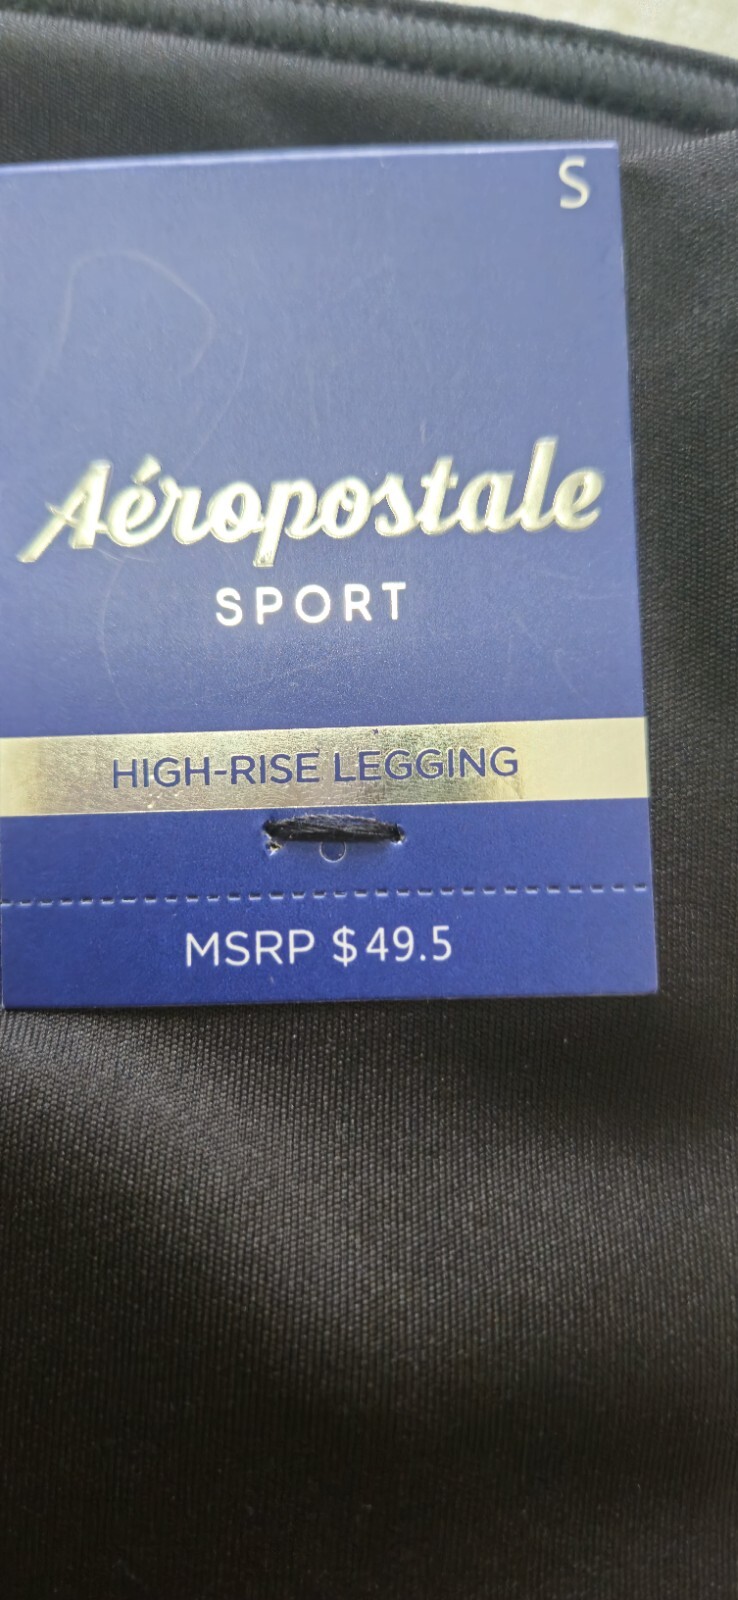 S
Aéropostale
SPORT
HIGH-RISE LEGGING
MSRP $49.5